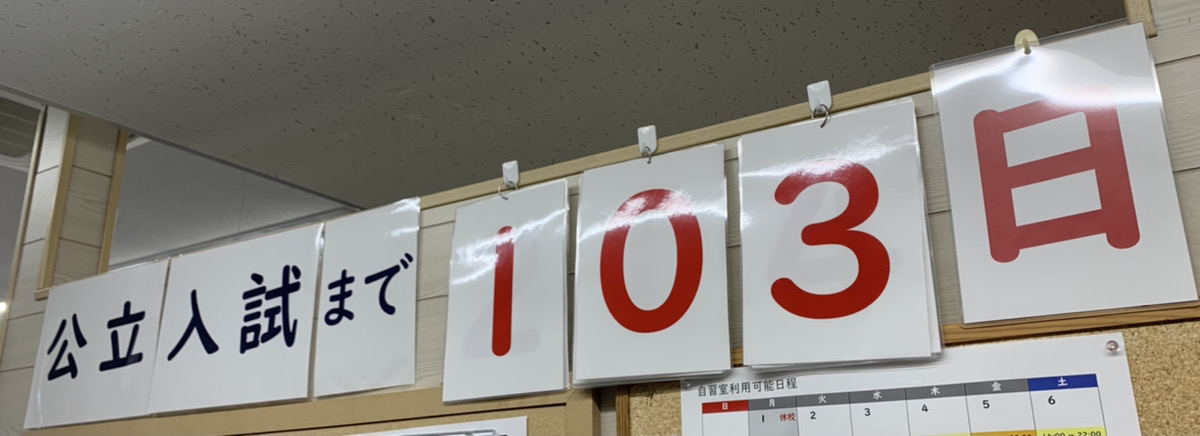 公立入試まで103日
自習室利用可能日程
日 月 火 水 木 金 土
1 休校 2 3 4 5 6